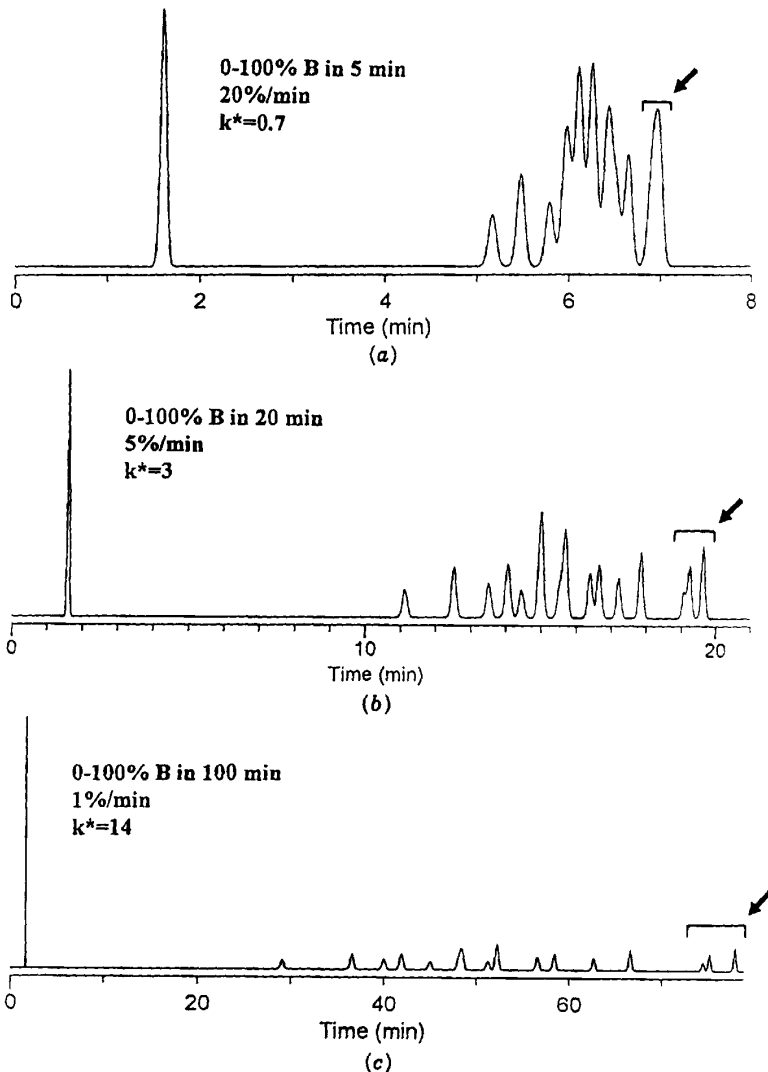 0-100% B in 5 min
20%/min
k*=0.7
0 2 4 6 8
Time (min)
(a)
0-100% B in 20 min
5%/min
k*=3
0 10 20
Time (min)
(b)
0-100% B in 100 min
1%/min
k*=14
0 20 40 60
Time (min)
(c)